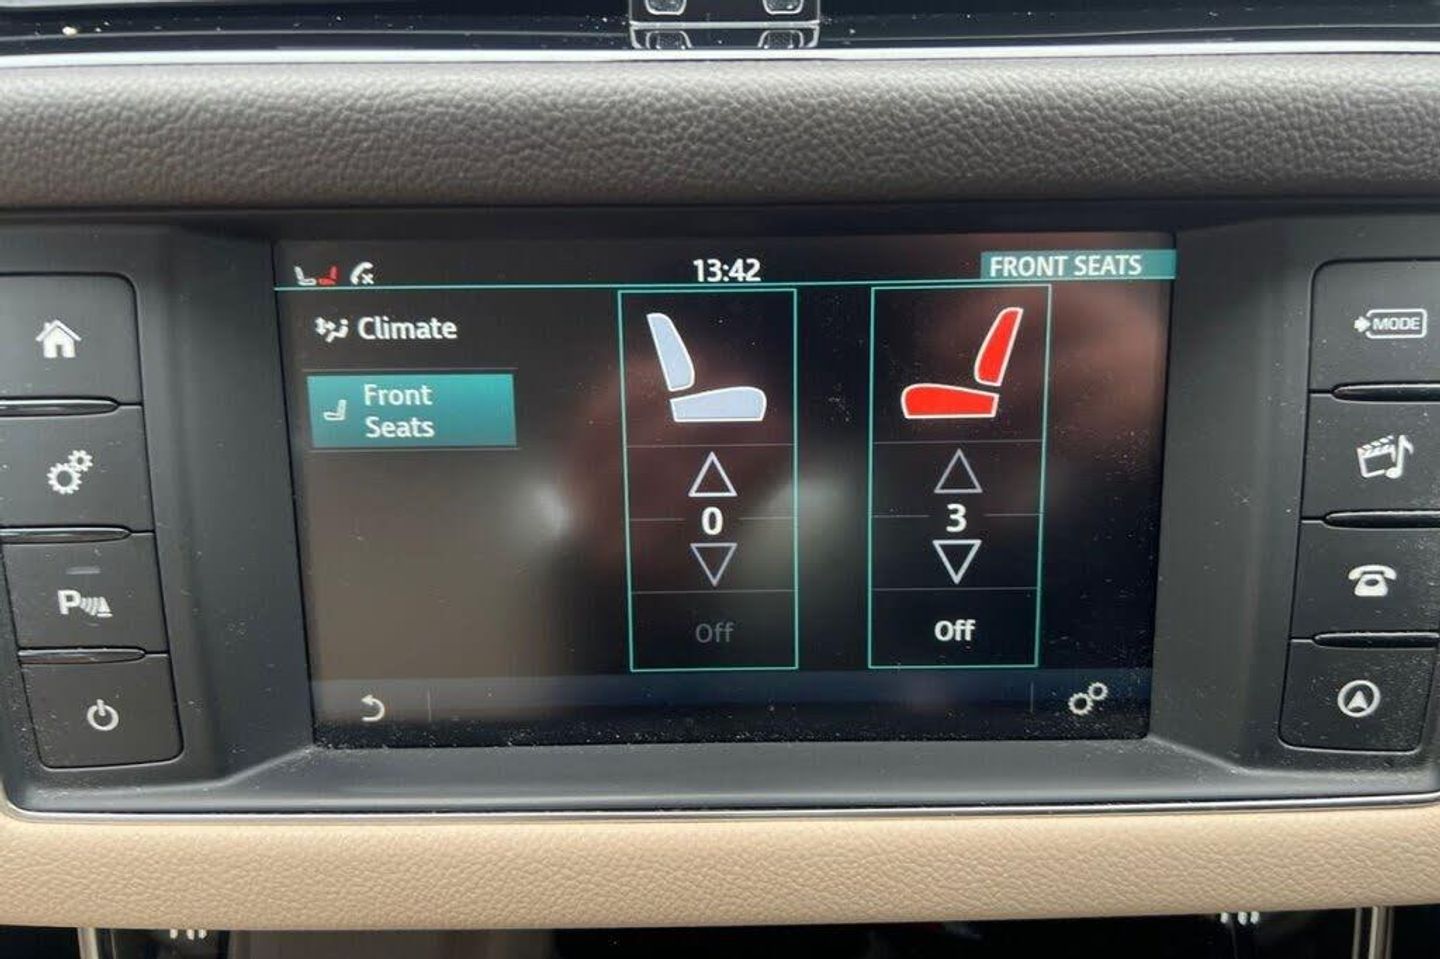 13:42
FRONT SEATS
Climate
Front
Seats
0
3
Off
Off
MODE
P